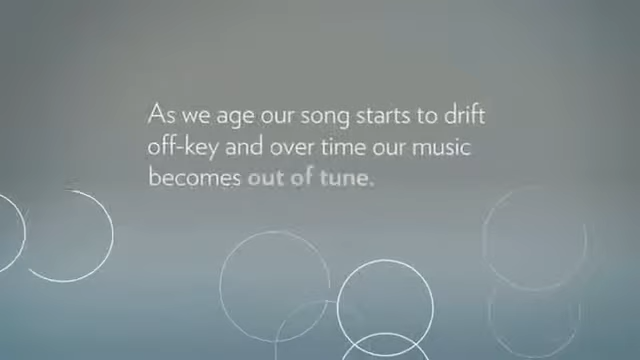 As we age our song starts to drift
off-key and over time our music
becomes out of tune.